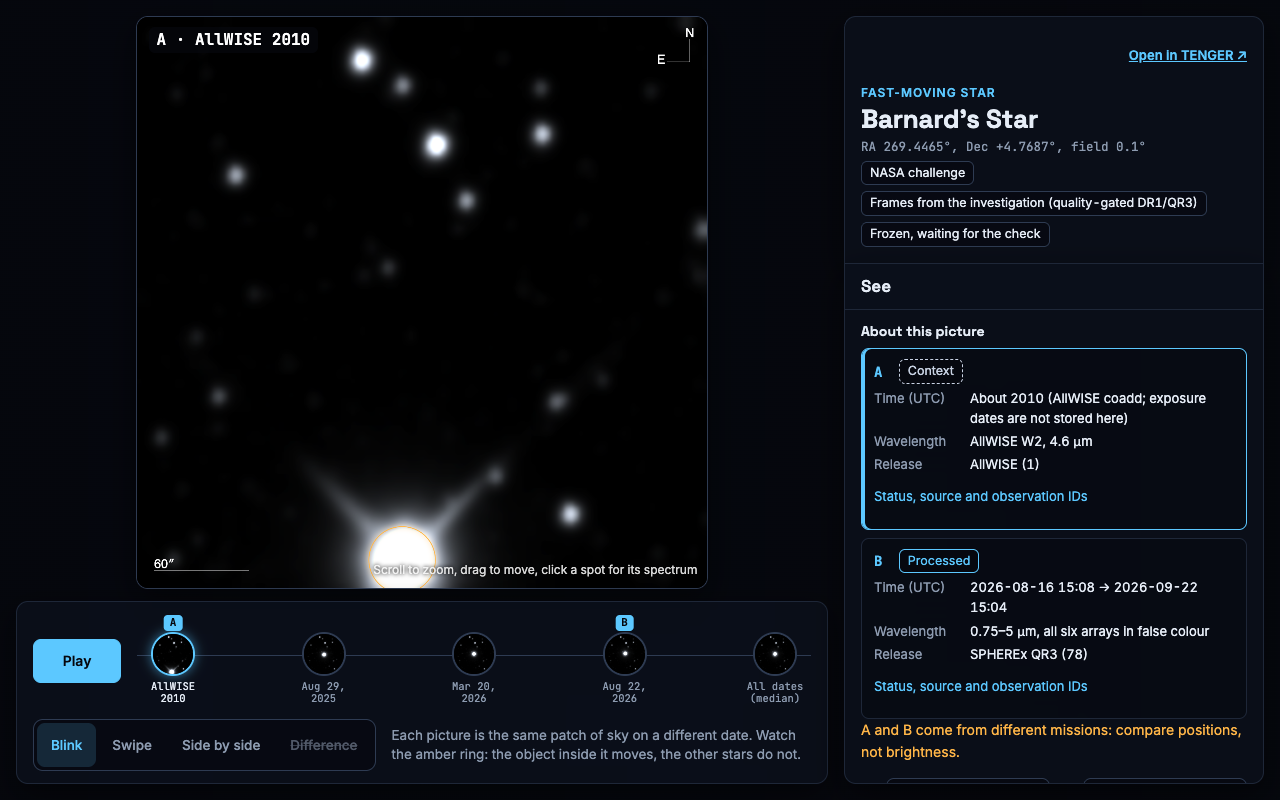 A · AllWISE 2010
N
E
60″
Scroll to zoom, drag to move, click a spot for its spectrum
Play
A
B
AllWISE
2010
Aug 29,
2025
Mar 20,
2026
Aug 22,
2026
All dates
(median)
Blink
Swipe
Side by side
Difference
Each picture is the same patch of sky on a different date. Watch
the amber ring: the object inside it moves, the other stars do not.
Open in TENGER ↗
FAST-MOVING STAR
Barnard's Star
RA 269.4465°, Dec +4.7687°, field 0.1°
NASA challenge
Frames from the investigation (quality-gated DR1/QR3)
Frozen, waiting for the check
See
About this picture
A Context
Time (UTC) About 2010 (AllWISE coadd; exposure
dates are not stored here)
Wavelength AllWISE W2, 4.6 µm
Release AllWISE (1)
Status, source and observation IDs
B Processed
Time (UTC) 2026-08-16 15:08 → 2026-09-22
15:04
Wavelength 0.75–5 µm, all six arrays in false colour
Release SPHEREx QR3 (78)
Status, source and observation IDs
A and B come from different missions: compare positions,
not brightness.